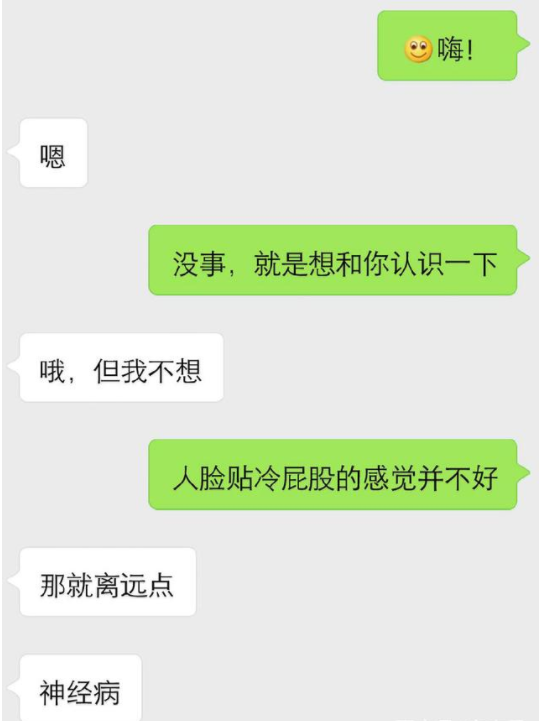 嗨!
嗯
没事，就是想和你认识一下
哦，但我不想
人脸贴冷屁股的感觉并不好
那就离远点
神经病